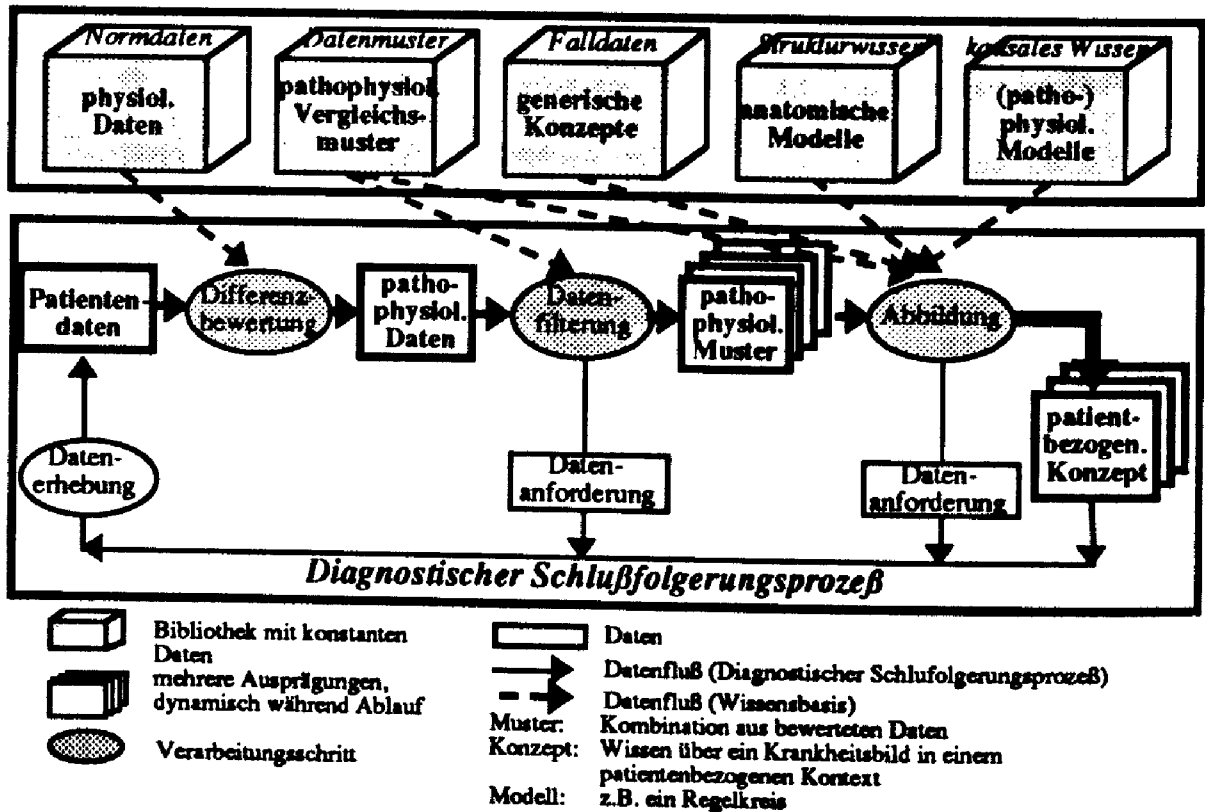 Normdaten
physiol.
Daten
Datenmuster
pathophysiol.
Vergleichs-
muster
Falldaten
generische
Konzepte
Strukturwissen
anatomische
Modelle
kausales Wissen
(patho-)
physiol.
Modelle
Patienten
daten
Differenz-
bewertung
patho-
physiol.
Daten
Daten-
filterung
patho-
physiol.
Muster
Abbildung
patient-
bezogen.
Konzept
Daten-
erhebung
Daten-
anforderung
Daten-
anforderung
Diagnostischer Schlußfolgerungsprozeß
Bibliothek mit konstanten
Daten
mehrere Ausprägungen,
dynamisch während Ablauf
Verarbeitungsschritt
Daten
Datenfluß (Diagnostischer Schlufolgerungsprozeß)
Datenfluß (Wissensbasis)
Muster: Kombination aus bewerteten Daten
Konzept: Wissen über ein Krankheitsbild in einem
patientenbezogenen Kontext
Modell: z.B. ein Regelkreis